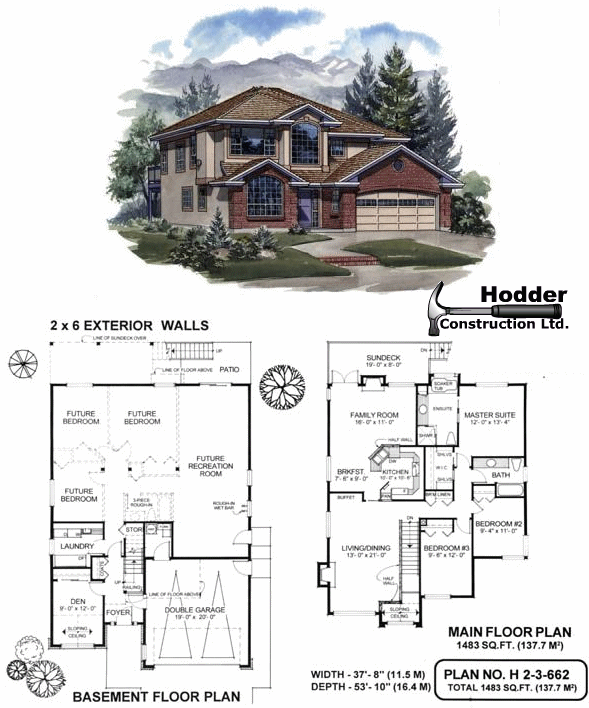 Hodder
Construction Ltd.
2 x 6 EXTERIOR WALLS
LINE OF SUNDECK OVER
UP
LINE OF FLOOR ABOVE
PATIO
FUTURE
BEDROOM
FUTURE
BEDROOM
FUTURE
RECREATION
ROOM
FUTURE
BEDROOM
3-PIECE
ROUGH-IN
ROUGH-IN
WET BAR
STOR
LAUNDRY
UP
RAILING
LINE OF FLOOR ABOVE
DEN
9'- 0" x 12'- 0"
SLOPING
CEILING
FOYER
DOUBLE GARAGE
19'- 0" x 20'- 0"
BASEMENT FLOOR PLAN
SUNDECK
19'- 0" x 8'- 0"
DN
SOAKER
TUB
ENSUITE
SHWR
FAMILY ROOM
16'- 0" x 11'- 0"
MASTER SUITE
12'- 0" x 13'- 4"
HALF WALL
DW
BRKFST.
7'- 6" x 9'- 0"
KITCHEN
SHLVS
W.I.C.
SHLVS
BATH
BUFFET
PAN
LINEN
DN
BEDROOM #2
9'- 4" x 11'- 0"
LIVING/DINING
13'- 0" x 21'- 0"
BEDROOM #3
9'- 6" x 12'- 0"
HALF
WALL
SLOPING
CEILING
MAIN FLOOR PLAN
1483 SQ.FT. (137.7 M²)
WIDTH - 37'- 8" (11.5 M)
DEPTH - 53'- 10" (16.4 M)
PLAN NO. H 2-3-662
TOTAL 1483 SQ.FT. (137.7 M²)